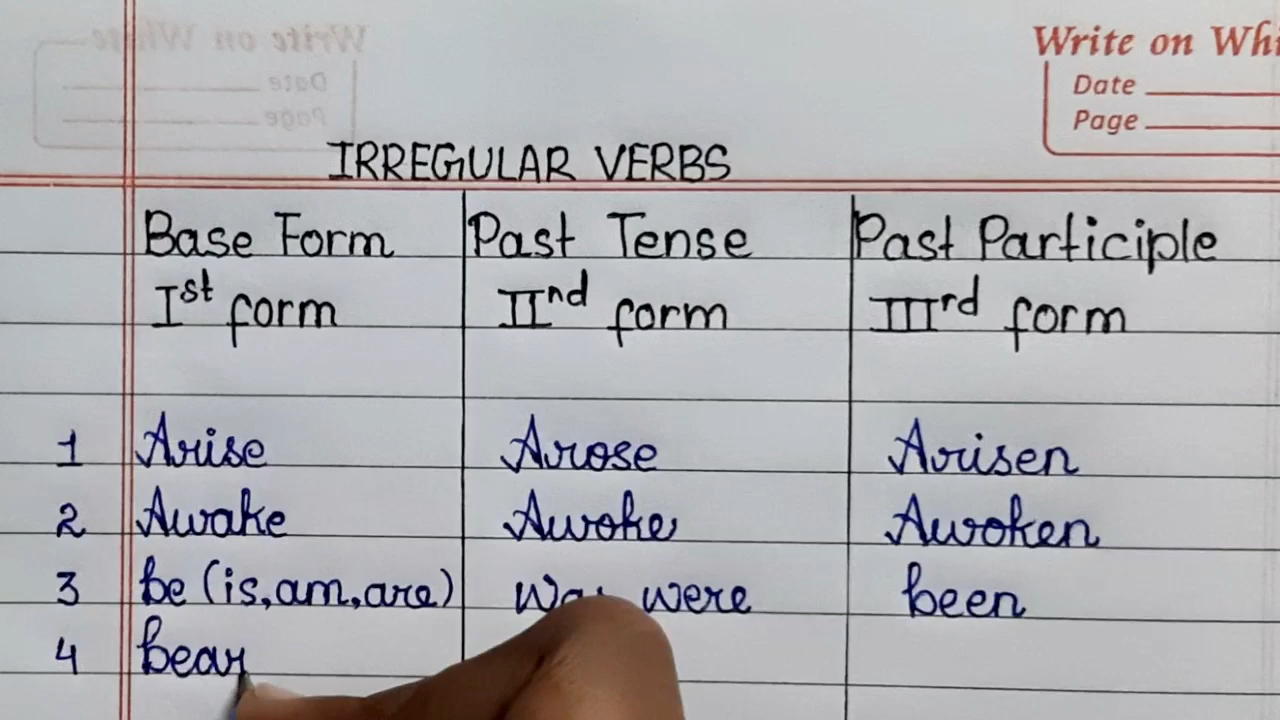 Write on Whi
Date
Page
IRREGULAR VERBS
Base Form Past Tense Past Participle
Ist form IInd form IIIrd form
1 Arise Arose Arisen
2 Awake Awoke Awoken
3 be (is, am, are) were been
4 bear